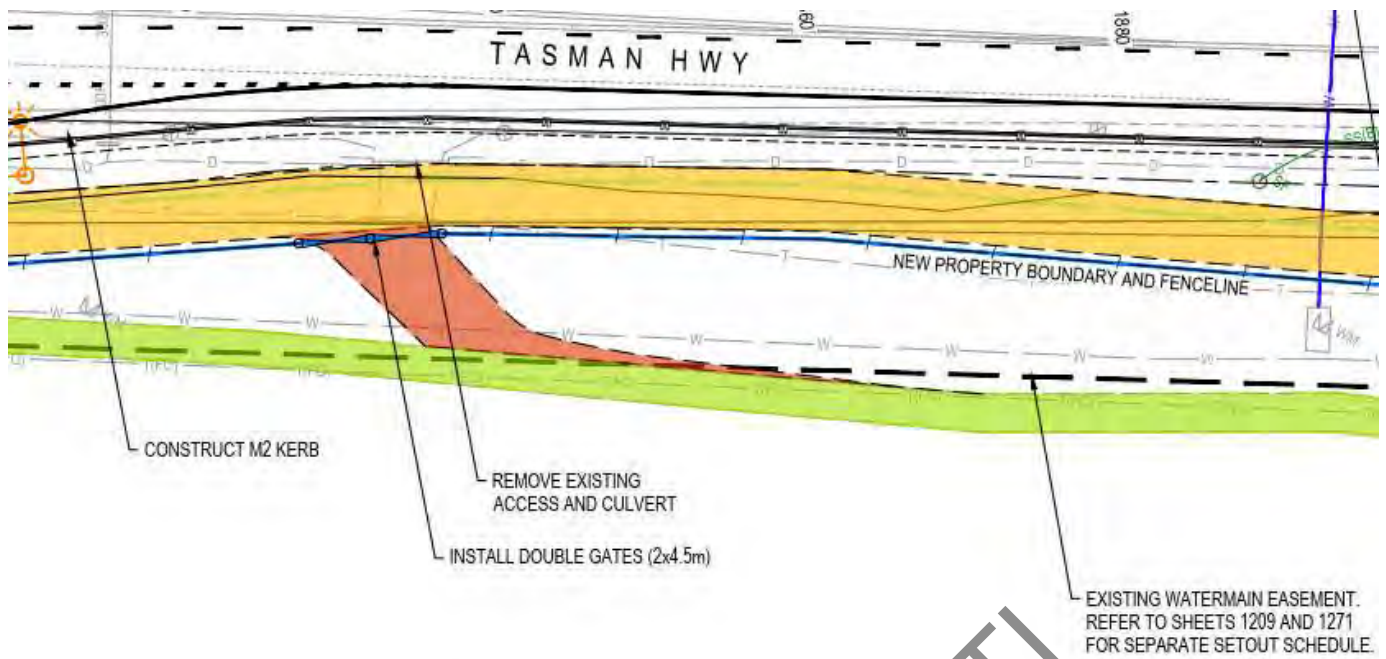 1880
TASMAN HWY
D
D
D
D
D
D
W
NEW PROPERTY BOUNDARY AND FENCELINE
T
T
W
W
W
W
W
W
W
W
W
CONSTRUCT M2 KERB
REMOVE EXISTING
ACCESS AND CULVERT
INSTALL DOUBLE GATES (2x4.5m)
EXISTING WATERMAIN EASEMENT.
REFER TO SHEETS 1209 AND 1271
FOR SEPARATE SETOUT SCHEDULE.